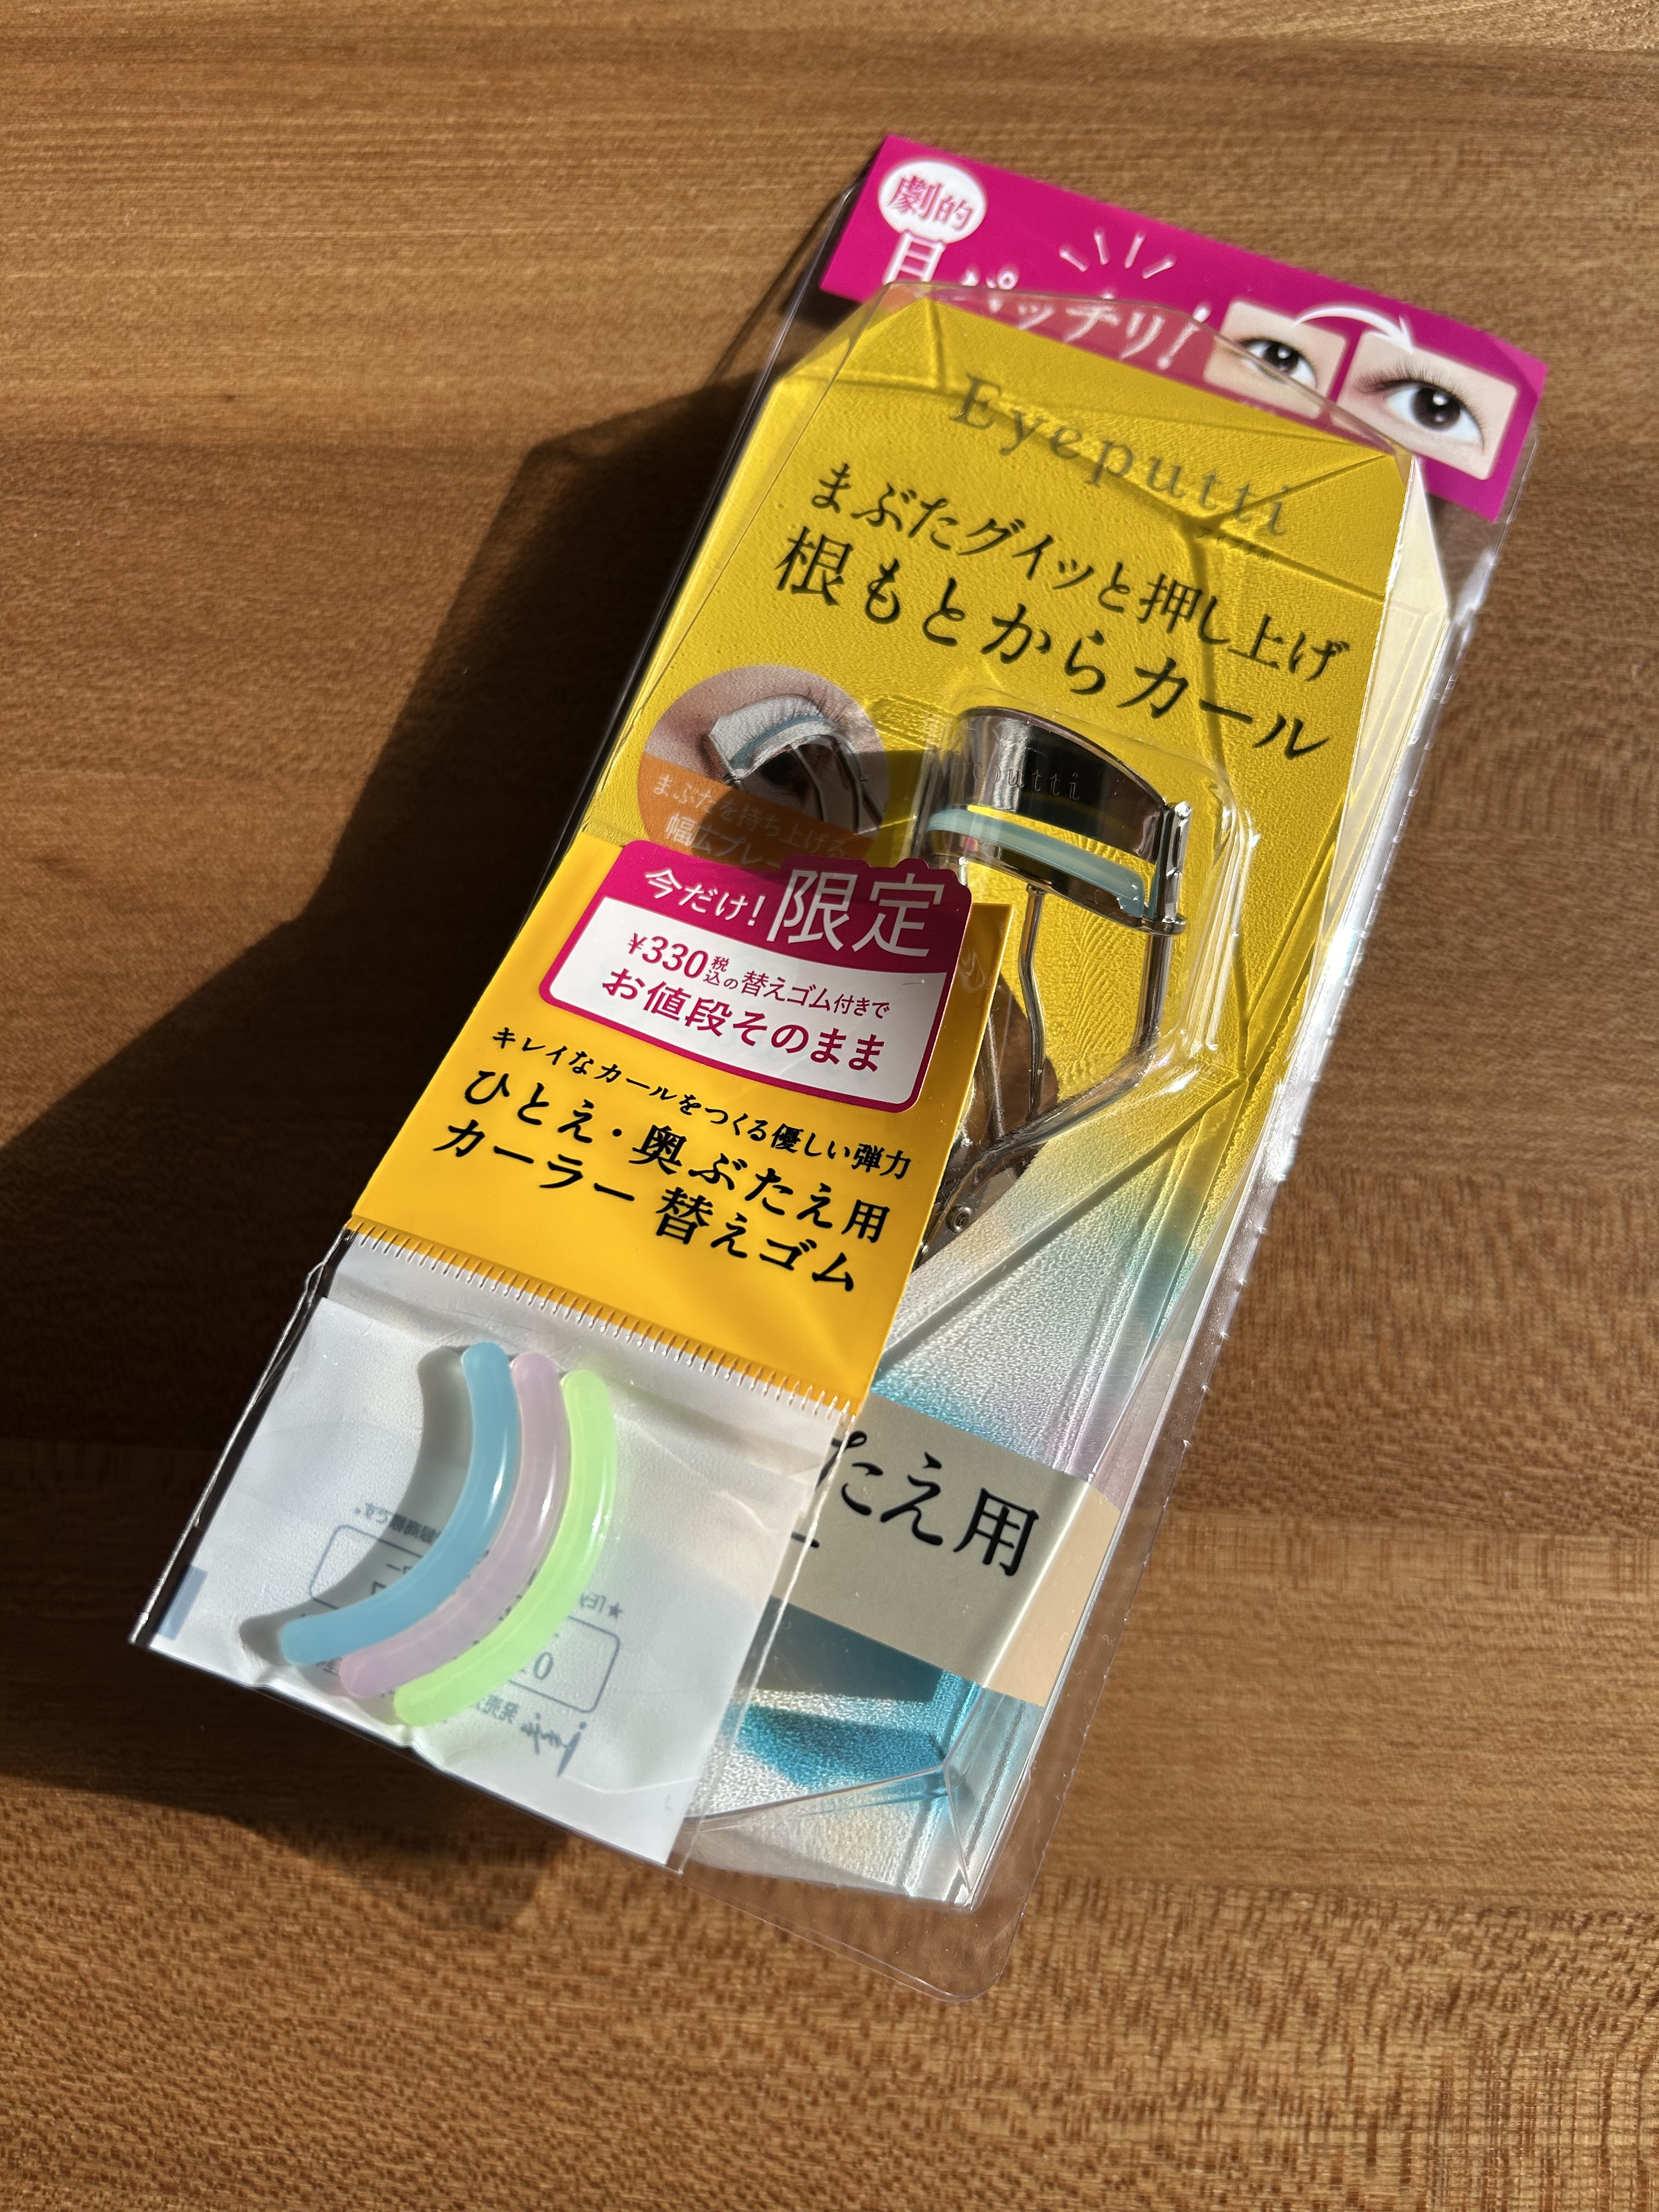 劇的
目パッチリ!
Eyeputti
まぶたグイッと押し上げ
根もとからカール
putti
まぶたを持ち上げる
幅広プレー
今だけ!限定
¥330税込の替えゴム付きで
お値段そのまま
キレイなカールをつくる優しい弾力
ひとえ・奥ぶたえ用
カーラー 替えゴム
たえ用
ー